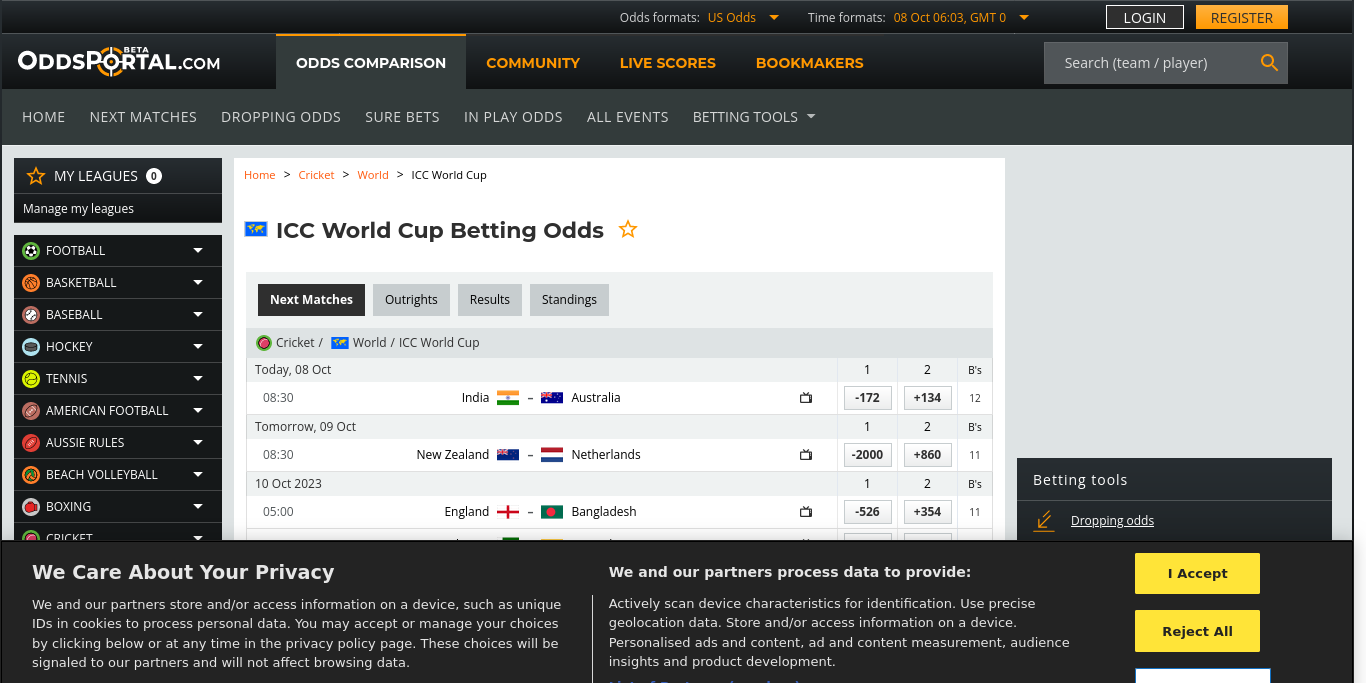 Odds formats: US Odds Time formats: 08 Oct 06:03, GMT 0 LOGIN REGISTER
ODDSPORTAL.COM BETA ODDS COMPARISON COMMUNITY LIVE SCORES BOOKMAKERS Search (team / player)
HOME NEXT MATCHES DROPPING ODDS SURE BETS IN PLAY ODDS ALL EVENTS BETTING TOOLS
MY LEAGUES 0
Manage my leagues
FOOTBALL
BASKETBALL
BASEBALL
HOCKEY
TENNIS
AMERICAN FOOTBALL
AUSSIE RULES
BEACH VOLLEYBALL
BOXING
CRICKET
Home > Cricket > World > ICC World Cup
ICC World Cup Betting Odds
Next Matches Outrights Results Standings
Cricket / World / ICC World Cup
Today, 08 Oct 1 2 B's
08:30 India – Australia -172 +134 12
Tomorrow, 09 Oct 1 2 B's
08:30 New Zealand – Netherlands -2000 +860 11
10 Oct 2023 1 2 B's
05:00 England – Bangladesh -526 +354 11
Betting tools
Dropping odds
We Care About Your Privacy
We and our partners store and/or access information on a device, such as unique
IDs in cookies to process personal data. You may accept or manage your choices
by clicking below or at any time in the privacy policy page. These choices will be
signaled to our partners and will not affect browsing data.
We and our partners process data to provide:
Actively scan device characteristics for identification. Use precise
geolocation data. Store and/or access information on a device.
Personalised ads and content, ad and content measurement, audience
insights and product development.
I Accept
Reject All